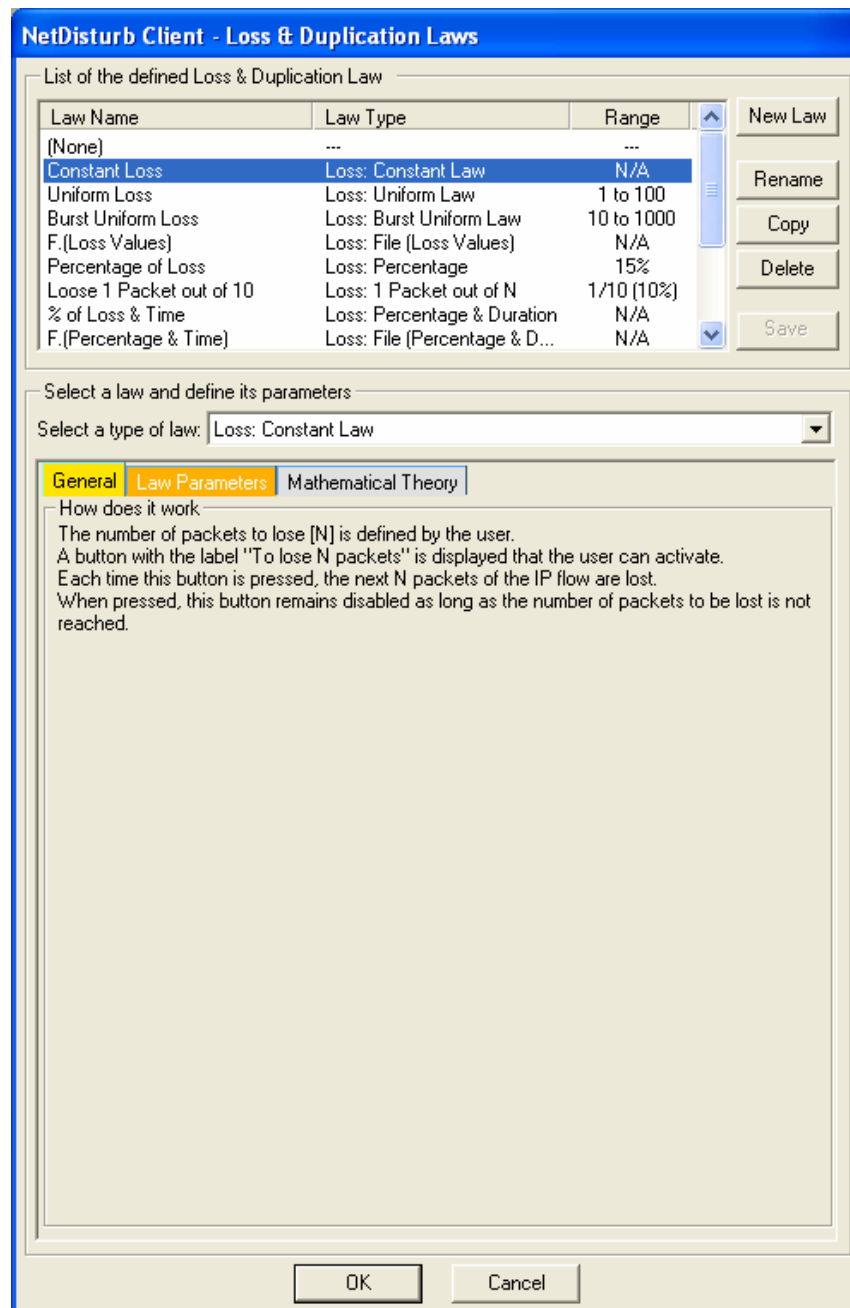 NetDisturb Client - Loss & Duplication Laws
List of the defined Loss & Duplication Law
Law Name Law Type Range
(None) --- ---
Constant Loss Loss: Constant Law N/A
Uniform Loss Loss: Uniform Law 1 to 100
Burst Uniform Loss Loss: Burst Uniform Law 10 to 1000
F.(Loss Values) Loss: File (Loss Values) N/A
Percentage of Loss Loss: Percentage 15%
Loose 1 Packet out of 10 Loss: 1 Packet out of N 1/10 (10%)
% of Loss & Time Loss: Percentage & Duration N/A
F.(Percentage & Time) Loss: File (Percentage & D... N/A
New Law
Rename
Copy
Delete
Save
Select a law and define its parameters
Select a type of law: Loss: Constant Law
General Law Parameters Mathematical Theory
How does it work
The number of packets to lose [N] is defined by the user.
A button with the label "To lose N packets" is displayed that the user can activate.
Each time this button is pressed, the next N packets of the IP flow are lost.
When pressed, this button remains disabled as long as the number of packets to be lost is not
reached.
OK Cancel